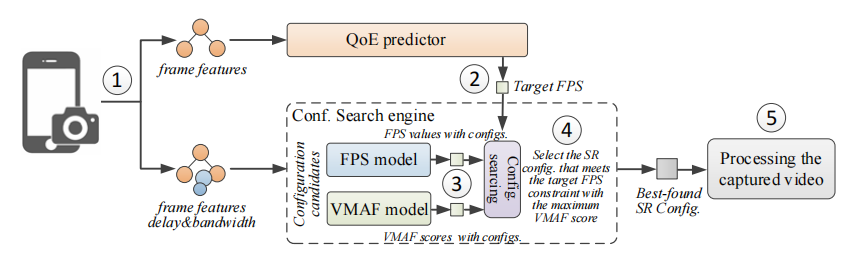 1
frame features
QoE predictor
2
Target FPS
frame features
delay&bandwidth
Conf. Search engine
Configuration
candidates
FPS values with configs.
FPS model
3
VMAF model
VMAF scores with configs.
Config-
searcing
4
Select the SR
config. that meets
the target FPS
constraint with
the maximum
VMAF score
Best-found
SR Config.
5
Processing the
captured video